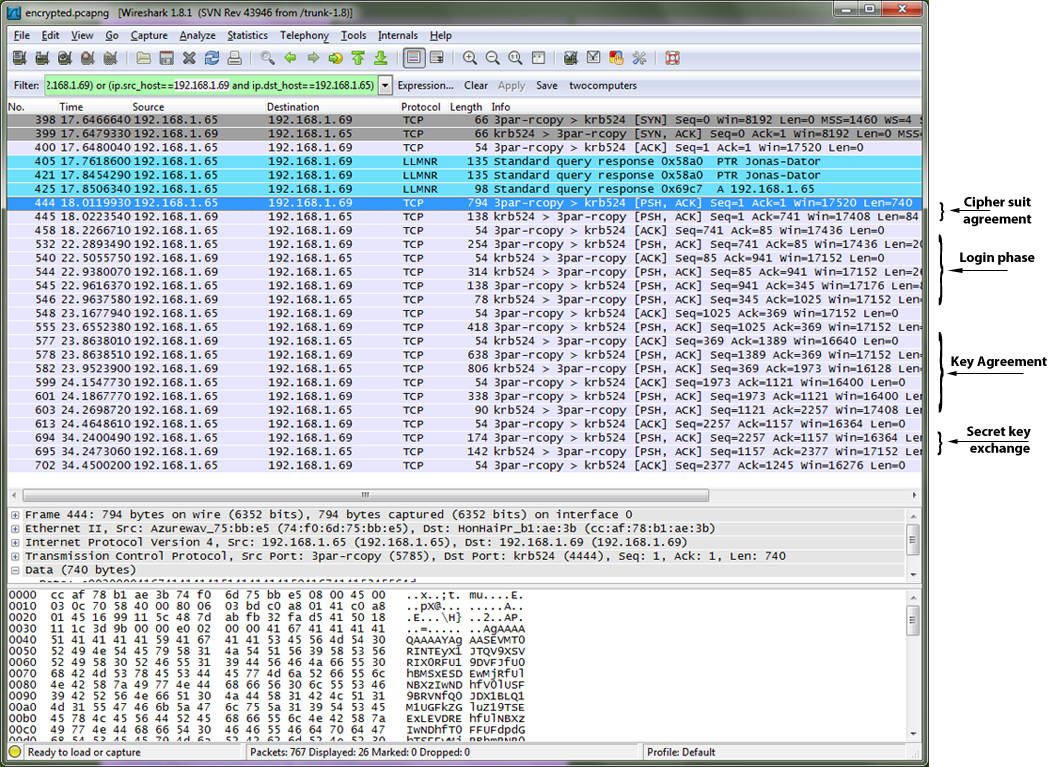 encrypted.pcapng [Wireshark 1.8.1 (SVN Rev 43946 from /trunk-1.8)]
File Edit View Go Capture Analyze Statistics Telephony Tools Internals Help
Filter: 2.168.1.69) or (ip.src_host==192.168.1.69 and ip.dst_host==192.168.1.65) Expression... Clear Apply Save twocomputers
No. Time Source Destination Protocol Length Info
398 17.6466640 192.168.1.65 192.168.1.69 TCP 66 3par-rcopy > krb524 [SYN] Seq=0 Win=8192 Len=0 MSS=1460 WS=4 S
399 17.6479330 192.168.1.69 192.168.1.65 TCP 66 krb524 > 3par-rcopy [SYN, ACK] Seq=0 Ack=1 Win=8192 Len=0 MSS=
400 17.6480040 192.168.1.65 192.168.1.69 TCP 54 3par-rcopy > krb524 [ACK] Seq=1 Ack=1 Win=17520 Len=0
405 17.7618600 192.168.1.65 192.168.1.69 LLMNR 135 Standard query response 0x58a0 PTR Jonas-Dator
421 17.8454290 192.168.1.65 192.168.1.69 LLMNR 135 Standard query response 0x58a0 PTR Jonas-Dator
425 17.8506340 192.168.1.65 192.168.1.69 LLMNR 98 Standard query response 0x69c7 A 192.168.1.65
444 18.0119930 192.168.1.65 192.168.1.69 TCP 794 3par-rcopy > krb524 [PSH, ACK] Seq=1 Ack=1 Win=17520 Len=740
445 18.0223540 192.168.1.69 192.168.1.65 TCP 138 krb524 > 3par-rcopy [PSH, ACK] Seq=1 Ack=741 Win=17408 Len=84
458 18.2266710 192.168.1.65 192.168.1.69 TCP 54 3par-rcopy > krb524 [ACK] Seq=741 Ack=85 Win=17436 Len=0
532 22.2893490 192.168.1.65 192.168.1.69 TCP 254 3par-rcopy > krb524 [PSH, ACK] Seq=741 Ack=85 Win=17436 Len=20
540 22.5055750 192.168.1.69 192.168.1.65 TCP 54 krb524 > 3par-rcopy [ACK] Seq=85 Ack=941 Win=17152 Len=0
544 22.9380070 192.168.1.69 192.168.1.65 TCP 314 krb524 > 3par-rcopy [PSH, ACK] Seq=85 Ack=941 Win=17152 Len=26
545 22.9616370 192.168.1.65 192.168.1.69 TCP 138 3par-rcopy > krb524 [PSH, ACK] Seq=941 Ack=345 Win=17176 Len=8
546 22.9637580 192.168.1.69 192.168.1.65 TCP 78 krb524 > 3par-rcopy [PSH, ACK] Seq=345 Ack=1025 Win=17152 Len=
548 23.1677940 192.168.1.65 192.168.1.69 TCP 54 3par-rcopy > krb524 [ACK] Seq=1025 Ack=369 Win=17152 Len=0
555 23.6552380 192.168.1.65 192.168.1.69 TCP 418 3par-rcopy > krb524 [PSH, ACK] Seq=1025 Ack=369 Win=17152 Len=
577 23.8638010 192.168.1.69 192.168.1.65 TCP 54 krb524 > 3par-rcopy [ACK] Seq=369 Ack=1389 Win=16640 Len=0
578 23.8638510 192.168.1.65 192.168.1.69 TCP 638 3par-rcopy > krb524 [PSH, ACK] Seq=1389 Ack=369 Win=17152 Len=
582 23.9523900 192.168.1.69 192.168.1.65 TCP 806 krb524 > 3par-rcopy [PSH, ACK] Seq=369 Ack=1973 Win=16128 Len=
599 24.1547730 192.168.1.65 192.168.1.69 TCP 54 3par-rcopy > krb524 [ACK] Seq=1973 Ack=1121 Win=16400 Len=0
601 24.1867770 192.168.1.65 192.168.1.69 TCP 338 3par-rcopy > krb524 [PSH, ACK] Seq=1973 Ack=1121 Win=16400 Len=
603 24.2698720 192.168.1.69 192.168.1.65 TCP 90 krb524 > 3par-rcopy [PSH, ACK] Seq=1121 Ack=2257 Win=17408 Len=
613 24.4648610 192.168.1.65 192.168.1.69 TCP 54 3par-rcopy > krb524 [ACK] Seq=2257 Ack=1157 Win=16364 Len=0
694 34.2400490 192.168.1.65 192.168.1.69 TCP 174 3par-rcopy > krb524 [PSH, ACK] Seq=2257 Ack=1157 Win=16364 Len=
695 34.2473060 192.168.1.69 192.168.1.65 TCP 142 krb524 > 3par-rcopy [PSH, ACK] Seq=1157 Ack=2377 Win=17152 Len=
702 34.4500200 192.168.1.65 192.168.1.69 TCP 54 3par-rcopy > krb524 [ACK] Seq=2377 Ack=1245 Win=16276 Len=0
Cipher suit
agreement
Login phase
Key Agreement
Secret key
exchange
Frame 444: 794 bytes on wire (6352 bits), 794 bytes captured (6352 bits) on interface 0
Ethernet II, Src: Azurewav_75:bb:e5 (74:f0:6d:75:bb:e5), Dst: HonHaiPr_b1:ae:3b (cc:af:78:b1:ae:3b)
Internet Protocol Version 4, Src: 192.168.1.65 (192.168.1.65), Dst: 192.168.1.69 (192.168.1.69)
Transmission Control Protocol, Src Port: 3par-rcopy (5785), Dst Port: krb524 (4444), Seq: 1, Ack: 1, Len: 740
Data (740 bytes)
0000 cc af 78 b1 ae 3b 74 f0 6d 75 bb e5 08 00 45 00 ..x..;t. mu....E.
0010 03 0c 70 58 40 00 80 06 03 bd c0 a8 01 41 c0 a8 ..pX@... .....A..
0020 01 45 16 99 11 5c 48 7d ab fb 32 fa d5 41 50 18 .E...\H} ..2..AP.
0030 11 1c 3d 9b 00 00 e0 02 00 00 41 67 41 41 41 41 ..=..... ..AgAAAA
0040 51 41 41 41 41 59 41 67 41 41 53 45 56 4d 54 30 QAAAAYAg AASEVMT0
0050 52 49 4e 54 45 79 58 31 4a 54 51 56 39 58 53 56 RINTEyX1 JTQV9XSV
0060 52 49 58 30 52 46 55 31 39 44 56 46 4a 66 55 30 RIX0RFU1 9DVFJfU0
0070 68 42 4d 53 78 45 53 44 45 77 4d 6a 52 66 55 6c hBMSxESD EwMjRfUl
0080 4e 42 58 7a 49 77 4e 44 68 66 56 30 6c 55 53 46 NBXzIwND hfV0lUSF
0090 39 42 52 56 4e 66 51 30 4a 44 58 31 42 4c 51 31 9BRVNfQ0 JDX1BLQ1
00a0 4d 31 55 47 46 6b 5a 47 6c 75 5a 31 39 54 53 45 M1UGFkZG luZ19TSE
00b0 45 78 4c 45 56 44 52 45 68 66 55 6c 4e 42 58 7a ExLEVDRE hfUlNBXz
00c0 49 77 4e 44 68 66 54 30 46 46 55 46 64 70 64 47 IwNDhfT0 FFUFdpdG
Ready to load or capture
Packets: 767 Displayed: 26 Marked: 0 Dropped: 0
Profile: Default